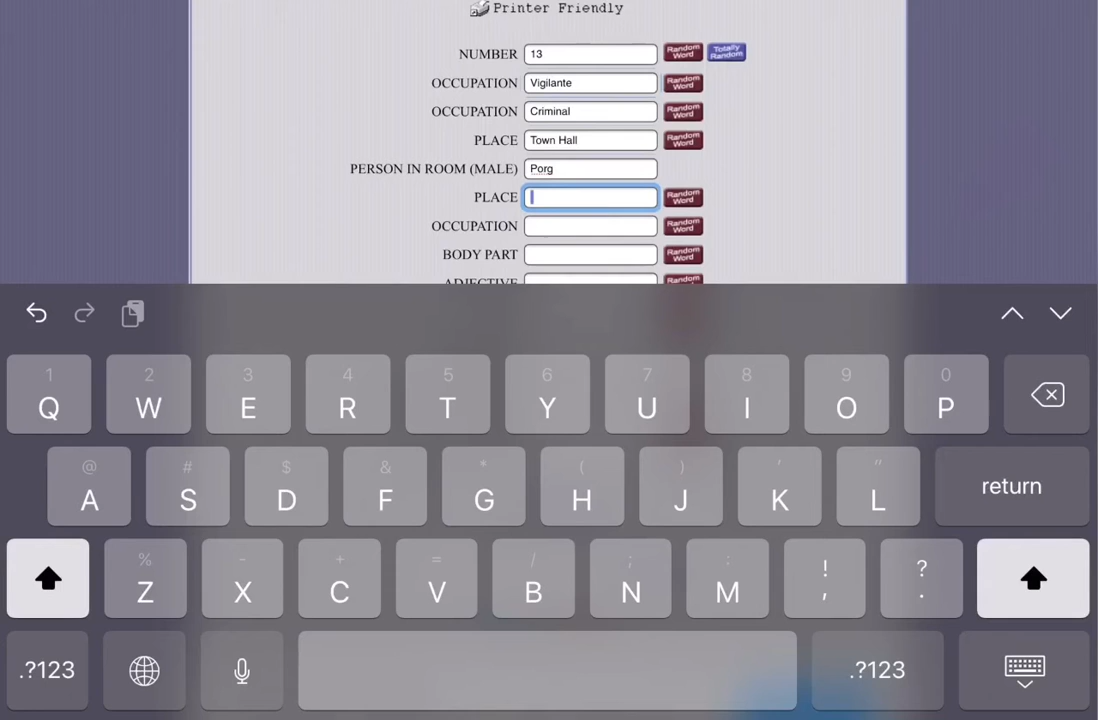 Printer Friendly
NUMBER 13 Random Word Totally Random
OCCUPATION Vigilante Random Word
OCCUPATION Criminal Random Word
PLACE Town Hall Random Word
PERSON IN ROOM (MALE) Porg
PLACE Random Word
OCCUPATION Random Word
BODY PART Random Word
ADJECTIVE Random
1 2 3 4 5 6 7 8 9 0
Q W E R T Y U I O P
@ # $ & * ( ) ' "
A S D F G H J K L return
% - + = / ; : ! ?
Z X C V B N M , .
.?123 .?123